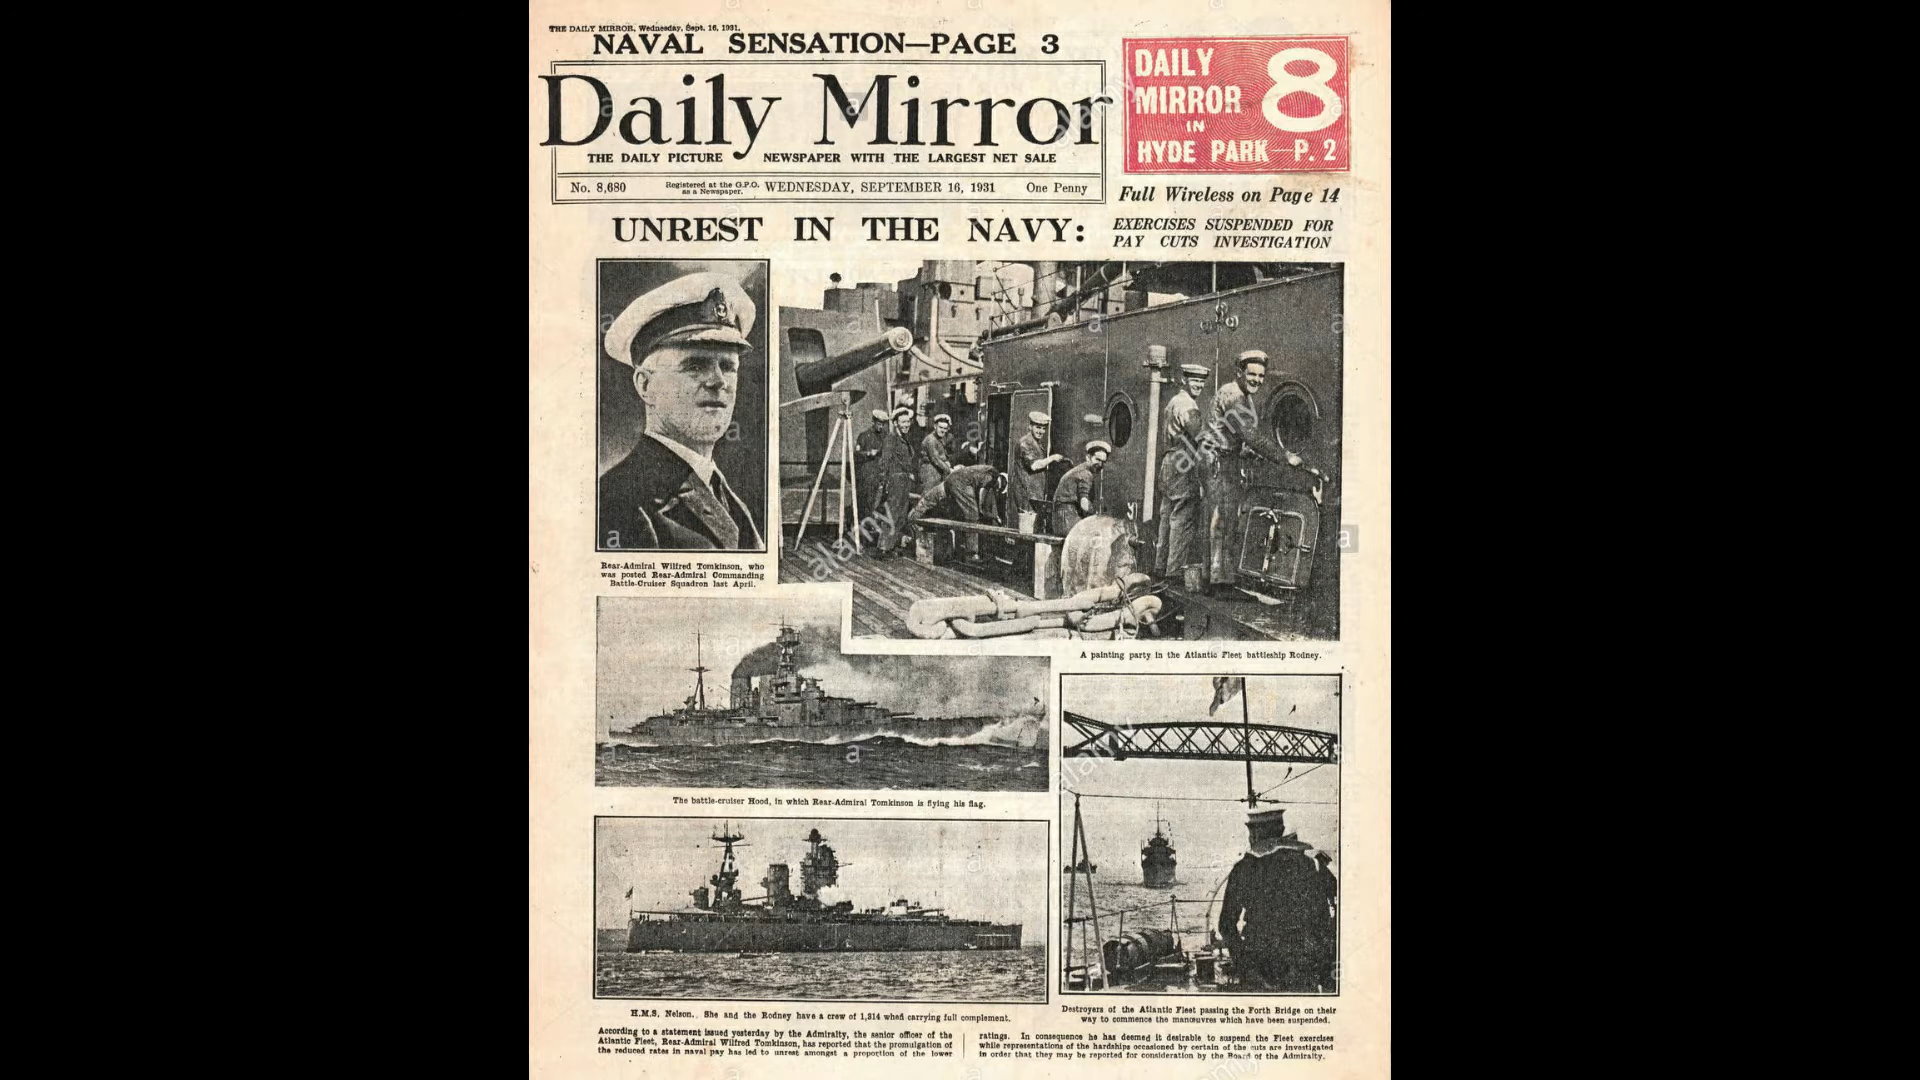 THE DAILY MIRROR, Wednesday, Sept. 16, 1931.
NAVAL SENSATION—PAGE 3
Daily Mirror
THE DAILY PICTURE NEWSPAPER WITH THE LARGEST NET SALE
No. 8,680
Registered at the G.P.O.
as a Newspaper.
WEDNESDAY, SEPTEMBER 16, 1931
One Penny
DAILY
MIRROR
IN
HYDE PARK—P. 2
8
Full Wireless on Page 14
UNREST IN THE NAVY:
EXERCISES SUSPENDED FOR
PAY CUTS INVESTIGATION
Rear-Admiral Wilfred Tomkinson, who
was posted Rear-Admiral Commanding
Battle-Cruiser Squadron last April.
A painting party in the Atlantic Fleet battleship Rodney.
The battle-cruiser Hood, in which Rear-Admiral Tomkinson is flying his flag.
H.M.S. Nelson. She and the Rodney have a crew of 1,314 when carrying full complement.
Destroyers of the Atlantic Fleet passing the Forth Bridge on their
way to commence the manœuvres which have been suspended.
According to a statement issued yesterday by the Admiralty, the senior officer of the
Atlantic Fleet, Rear-Admiral Wilfred Tomkinson, has reported that the promulgation of
the reduced rates in naval pay has led to unrest amongst a proportion of the lower
ratings. In consequence he has deemed it desirable to suspend the Fleet exercises
while representations of the hardships occasioned by certain of the cuts are investigated
in order that they may be reported for consideration by the Board of the Admiralty.
alamy
alamy
alamy
alamy